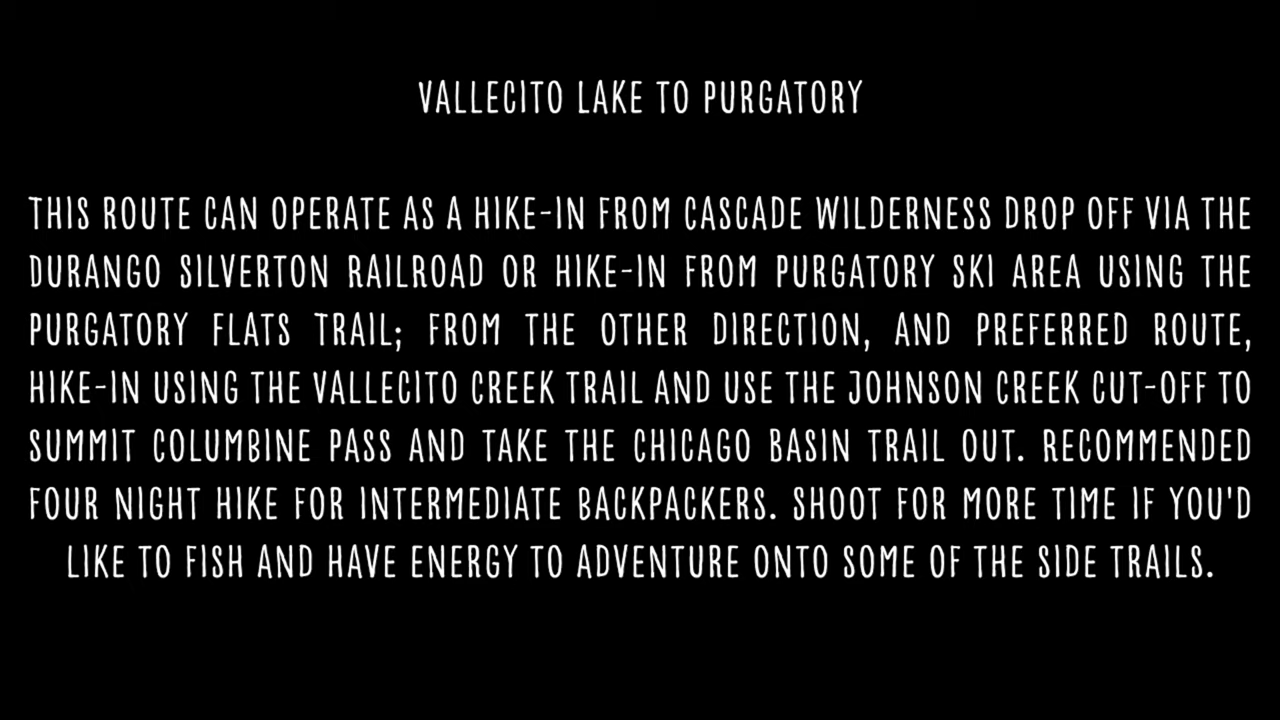 VALLECITO LAKE TO PURGATORY
THIS ROUTE CAN OPERATE AS A HIKE-IN FROM CASCADE WILDERNESS DROP OFF VIA THE
DURANGO SILVERTON RAILROAD OR HIKE-IN FROM PURGATORY SKI AREA USING THE
PURGATORY FLATS TRAIL; FROM THE OTHER DIRECTION, AND PREFERRED ROUTE,
HIKE-IN USING THE VALLECITO CREEK TRAIL AND USE THE JOHNSON CREEK CUT-OFF TO
SUMMIT COLUMBINE PASS AND TAKE THE CHICAGO BASIN TRAIL OUT. RECOMMENDED
FOUR NIGHT HIKE FOR INTERMEDIATE BACKPACKERS. SHOOT FOR MORE TIME IF YOU'D
LIKE TO FISH AND HAVE ENERGY TO ADVENTURE ONTO SOME OF THE SIDE TRAILS.